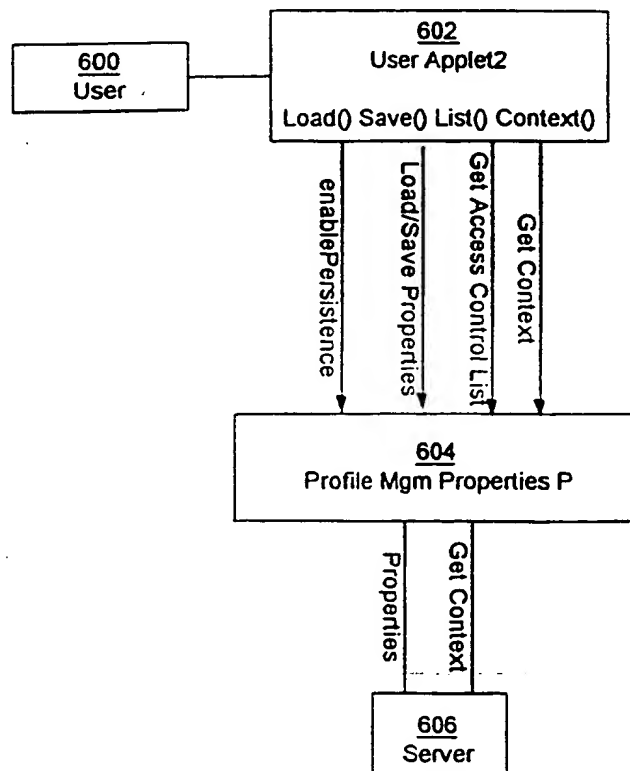 602
User Applet2
600
User
Load() Save() List() Context()
enablePersistence
Load/Save Properties
Get Access Control List
Get Context
604
Profile Mgm Properties P
Properties
Get Context
606
Server